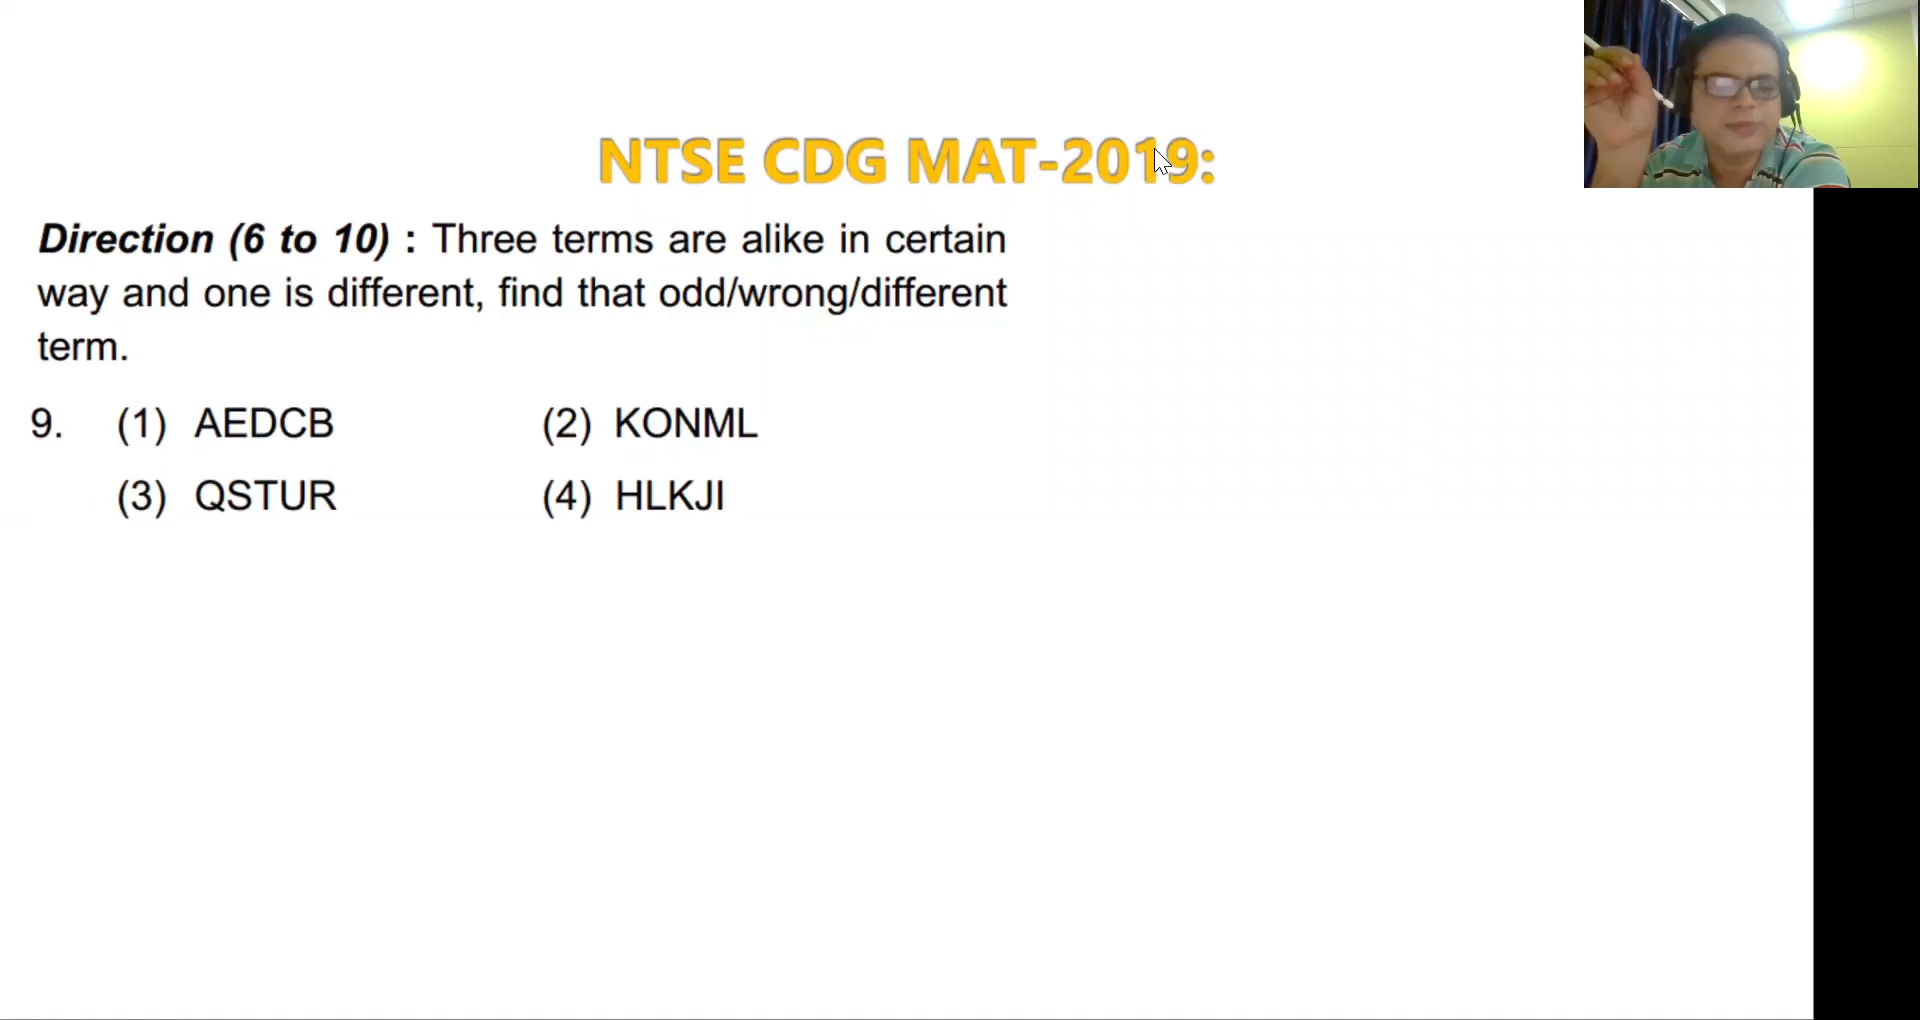 NTSE CDG MAT-2019:
Direction (6 to 10) : Three terms are alike in certain
way and one is different, find that odd/wrong/different
term.
9. (1) AEDCB (2) KONML
(3) QSTUR (4) HLKJI